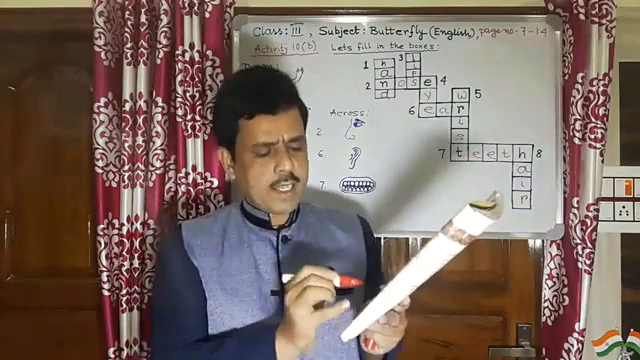 Class: III, Subject: Butterfly (English), page no. - 7 - 14
Activity 10(b) Lets fill in the boxes:
1 h 3 l
a i
n p
2 n o s e 4
d y
w 5
6 e a r
i
s
7 t e e t h 8
a
i
r
Across:
2.
6.
7.